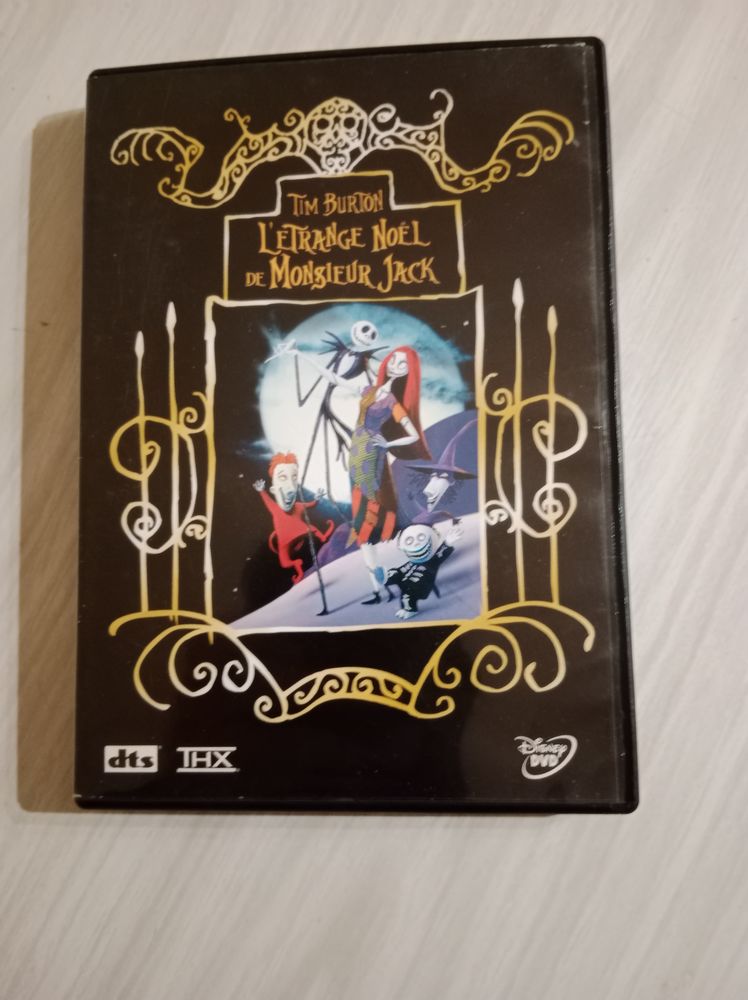 TIM BURTON
L'ÉTRANGE NOËL
DE MONSIEUR JACK
dts
THX
DISNEY
DVD